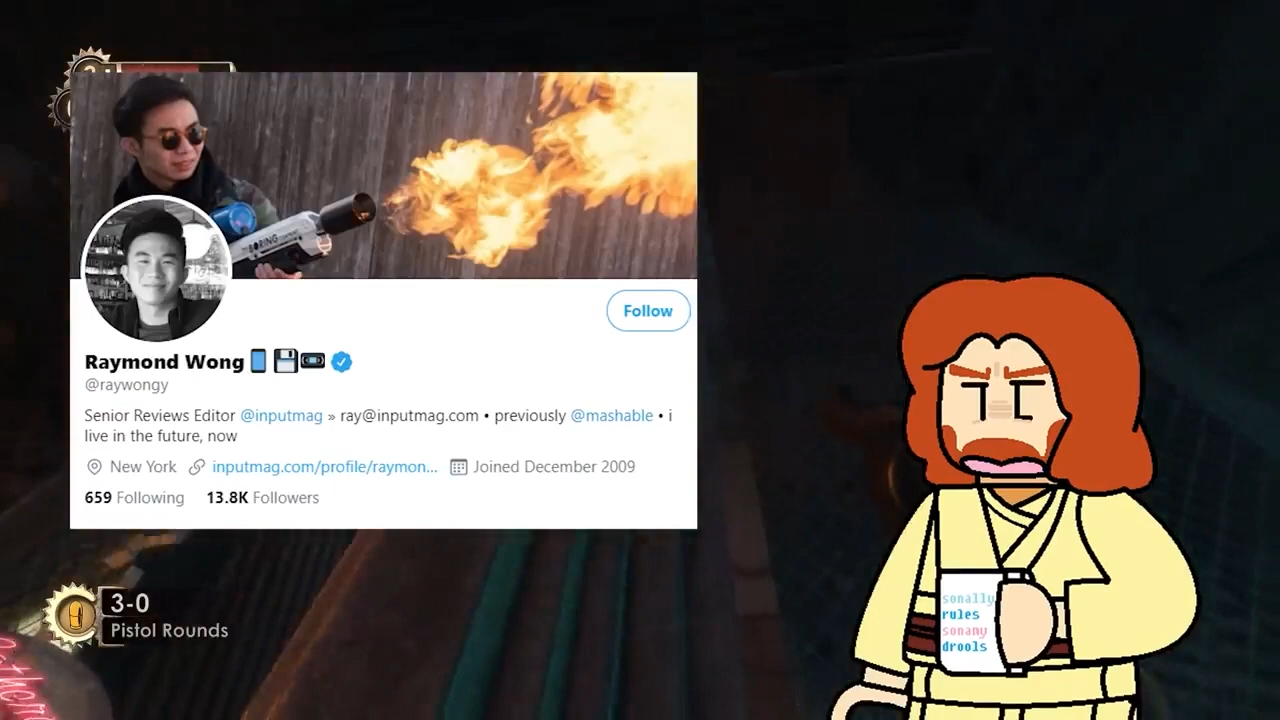 BORING
Follow
Raymond Wong
@raywongy
Senior Reviews Editor @inputmag » ray@inputmag.com • previously @mashable • i
live in the future, now
New York inputmag.com/profile/raymon... Joined December 2009
659 Following 13.8K Followers
3-0
Pistol Rounds
sonally
rules
sonamy
drools